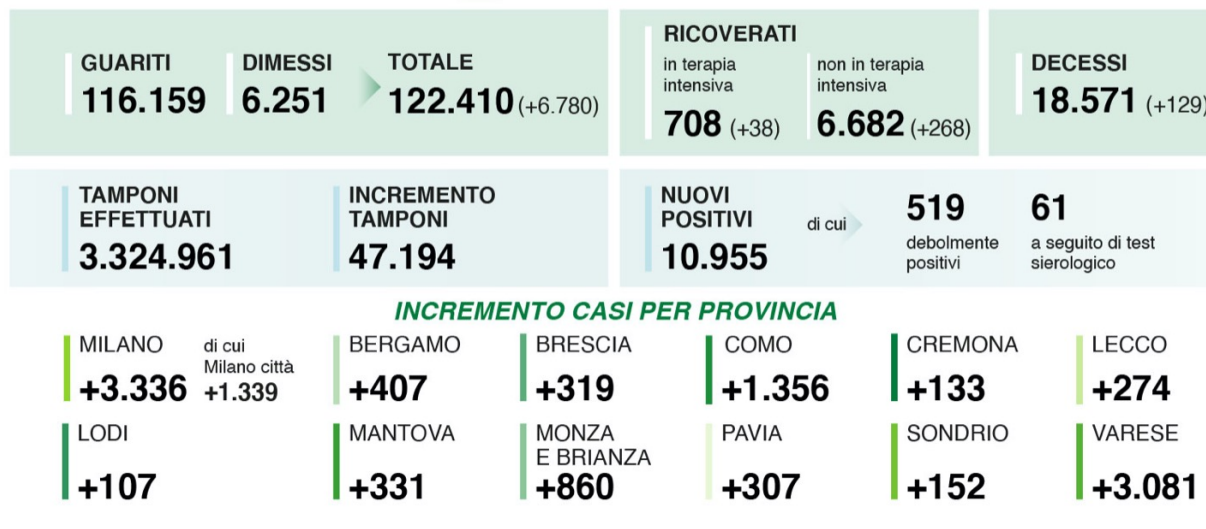 GUARITI
116.159
DIMESSI
6.251
TOTALE
122.410 (+6.780)
RICOVERATI
in terapia
intensiva
708 (+38)
non in terapia
intensiva
6.682 (+268)
DECESSI
18.571 (+129)
TAMPONI
EFFETTUATI
3.324.961
INCREMENTO
TAMPONI
47.194
NUOVI
POSITIVI
10.955
di cui
519
debolmente
positivi
61
a seguito di test
sierologico
INCREMENTO CASI PER PROVINCIA
MILANO
+3.336
di cui
Milano città
+1.339
BERGAMO
+407
BRESCIA
+319
COMO
+1.356
CREMONA
+133
LECCO
+274
LODI
+107
MANTOVA
+331
MONZA
E BRIANZA
+860
PAVIA
+307
SONDRIO
+152
VARESE
+3.081